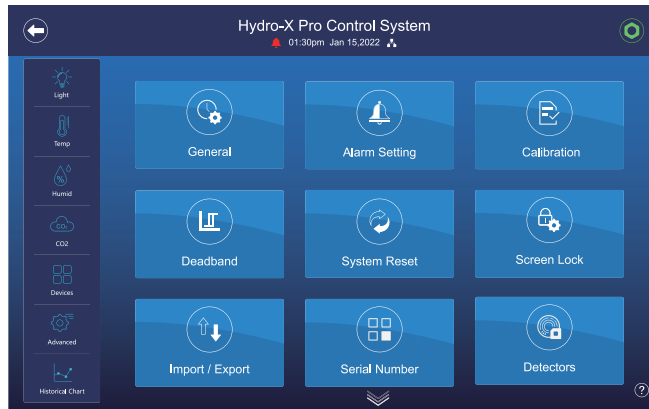 Hydro-X Pro Control System
01:30pm Jan 15,2022
Light
Temp
%
Humid
CO₂
CO2
Devices
Advanced
Historical Chart
General
Alarm Setting
Calibration
Deadband
System Reset
Screen Lock
Import / Export
Serial Number
Detectors
?